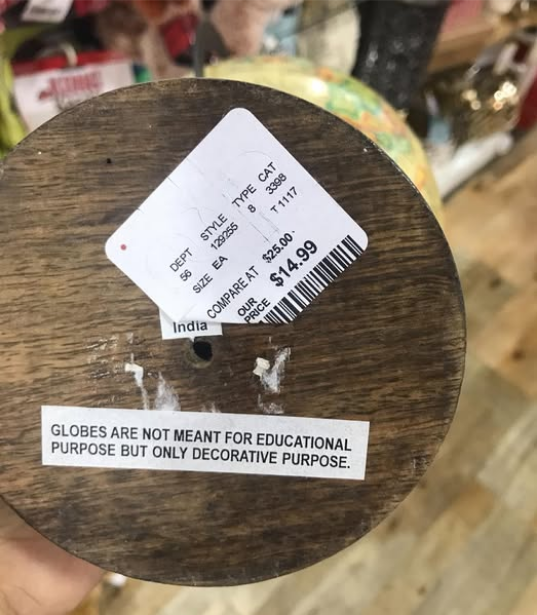 DEPT STYLE TYPE CAT
56 129255 8 3398
SIZE EA T1117
COMPARE AT $25.00
OUR PRICE $14.99
India
GLOBES ARE NOT MEANT FOR EDUCATIONAL
PURPOSE BUT ONLY DECORATIVE PURPOSE.